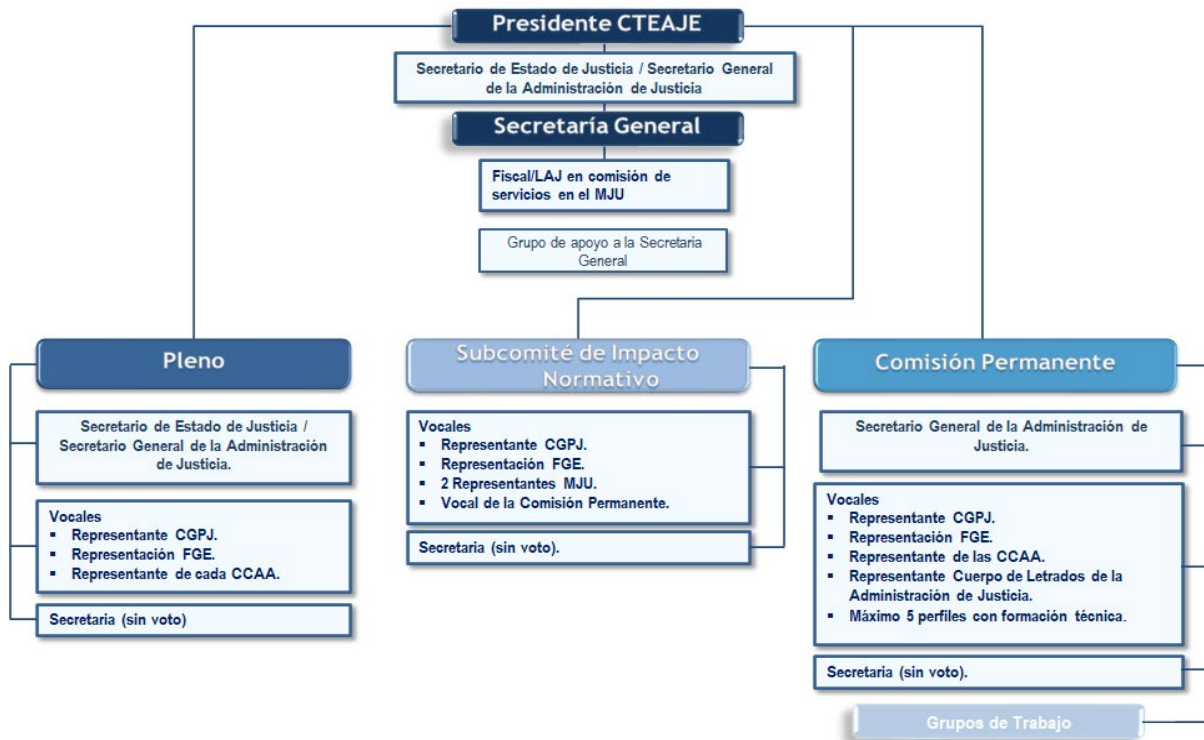 Presidente CTEAJE
Secretario de Estado de Justicia / Secretario General
de la Administración de Justicia
Secretaría General
Fiscal/LAJ en comisión de
servicios en el MJU
Grupo de apoyo a la Secretaria
General
Pleno
Secretario de Estado de Justicia /
Secretario General de la Administración
de Justicia.
Vocales
▪ Representante CGPJ.
▪ Representación FGE.
▪ Representante de cada CCAA.
Secretaria (sin voto)
Subcomité de Impacto
Normativo
Vocales
▪ Representante CGPJ.
▪ Representación FGE.
▪ 2 Representantes MJU.
▪ Vocal de la Comisión Permanente.
Secretaria (sin voto).
Comisión Permanente
Secretario General de la Administración de
Justicia.
Vocales
▪ Representante CGPJ.
▪ Representación FGE.
▪ Representante de las CCAA.
▪ Representante Cuerpo de Letrados de la
Administración de Justicia.
▪ Máximo 5 perfiles con formación técnica.
Secretaria (sin voto).
Grupos de Trabajo